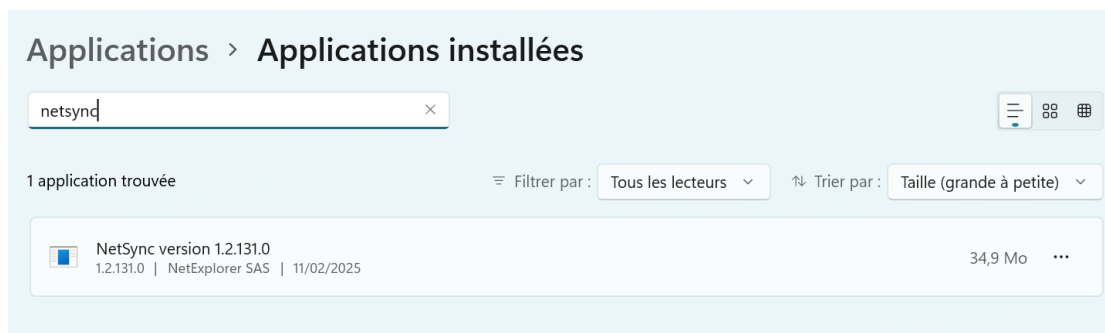 Applications > Applications installées
netsync
1 application trouvée
Filtrer par : Tous les lecteurs
Trier par : Taille (grande à petite)
NetSync version 1.2.131.0
1.2.131.0 | NetExplorer SAS | 11/02/2025
34,9 Mo